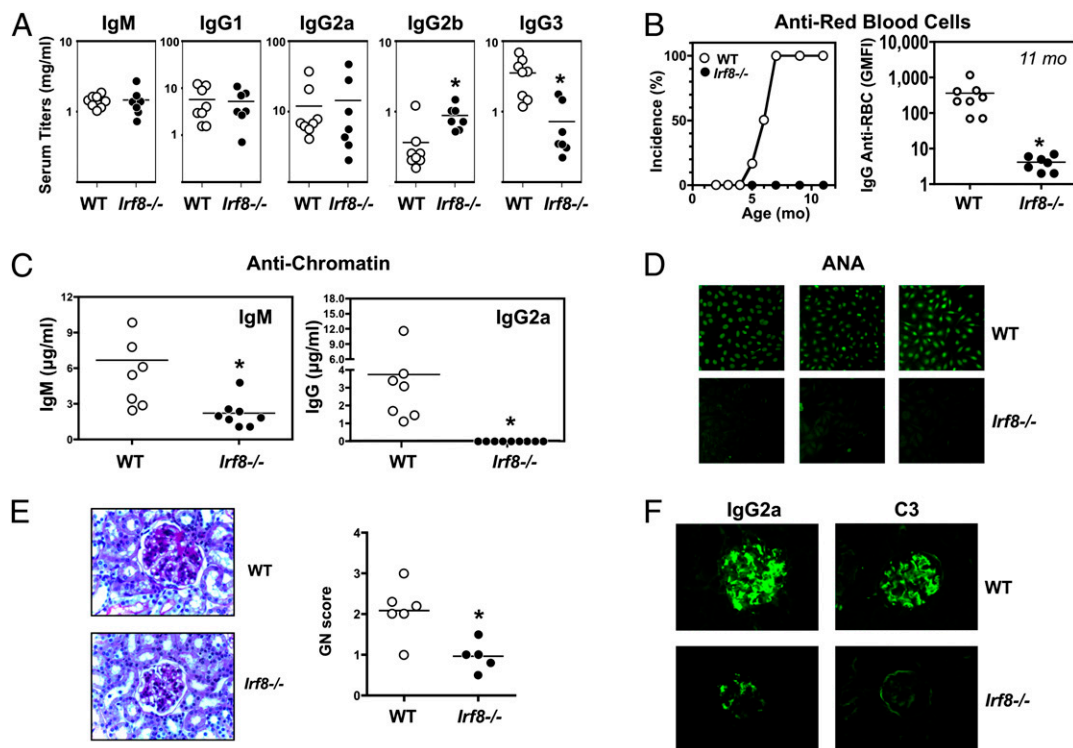 A
IgM
IgG1
IgG2a
IgG2b
IgG3
Serum Titers (mg/ml)
10
1
100
10
1
100
10
10
1
*
10
1
*
WT Irf8-/-
WT Irf8-/-
WT Irf8-/-
WT Irf8-/-
WT Irf8-/-
B
Anti-Red Blood Cells
Incidence (%)
100
50
0
WT
Irf8-/-
0
5
10
Age (mo)
IgG Anti-RBC (GMFI)
10,000
1,000
100
10
1
11 mo
*
WT
Irf8-/-
C
Anti-Chromatin
IgM (µg/ml)
12
9
6
3
0
IgM
*
WT
Irf8-/-
IgG (µg/ml)
18.0
15.0
12.0
9.0
6.0
4
3
2
1
0
IgG2a
*
WT
Irf8-/-
D
ANA
WT
Irf8-/-
E
WT
Irf8-/-
GN score
4
3
2
1
0
*
WT
Irf8-/-
F
IgG2a
C3
WT
Irf8-/-